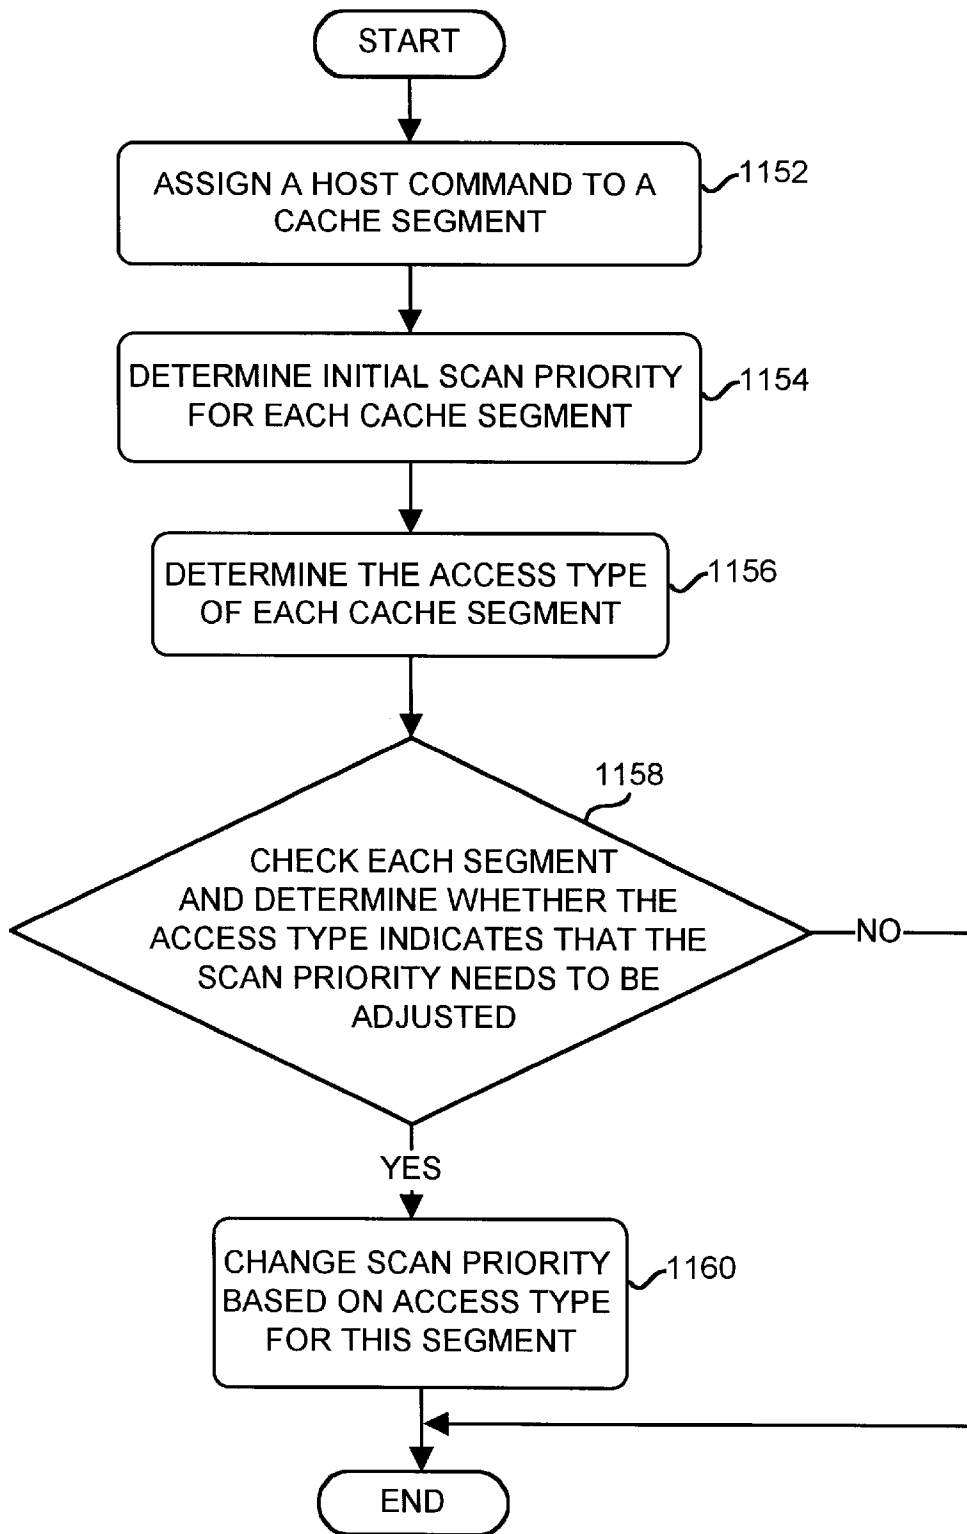 START
ASSIGN A HOST COMMAND TO A
CACHE SEGMENT
1152
DETERMINE INITIAL SCAN PRIORITY
FOR EACH CACHE SEGMENT
1154
DETERMINE THE ACCESS TYPE
OF EACH CACHE SEGMENT
1156
1158
CHECK EACH SEGMENT
AND DETERMINE WHETHER THE
ACCESS TYPE INDICATES THAT THE
SCAN PRIORITY NEEDS TO BE
ADJUSTED
NO
YES
CHANGE SCAN PRIORITY
BASED ON ACCESS TYPE
FOR THIS SEGMENT
1160
END